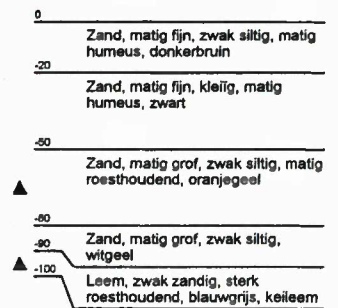 0
Zand, matig fijn, zwak siltig, matig
humeus, donkerbruin
-20
Zand, matig fijn, kleiïg, matig
humeus, zwart
-50
Zand, matig grof, zwak siltig, matig
roesthoudend, oranjegeel
-80
Zand, matig grof, zwak siltig,
witgeel
-90
-100
Leem, zwak zandig, sterk
roesthoudend, blauwgrijs, keileem